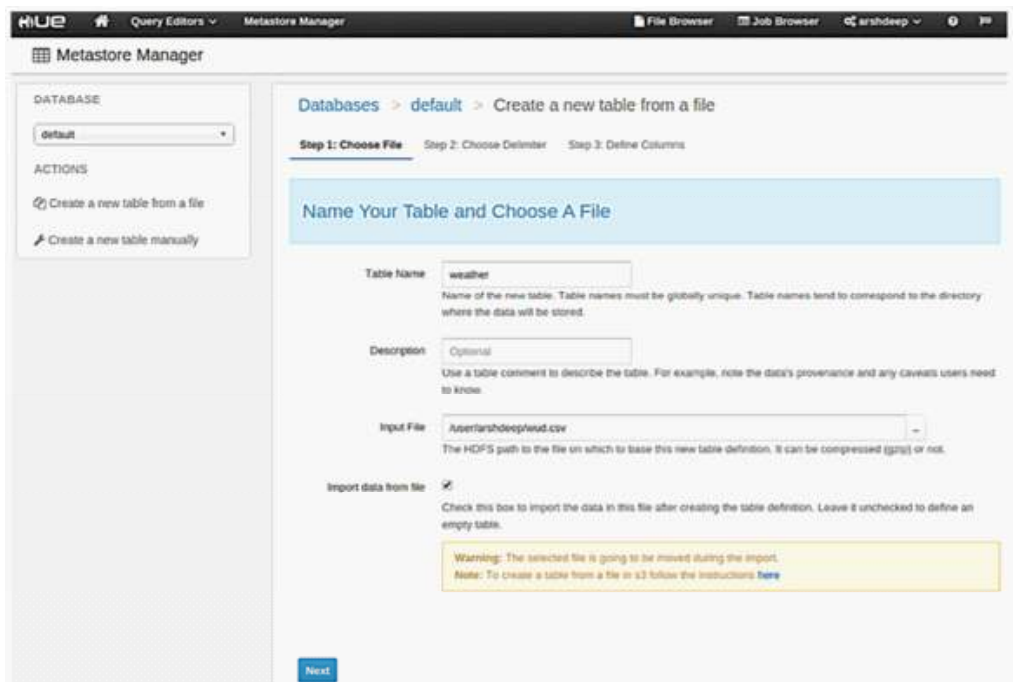 HUE Query Editors Metastore Manager File Browser Job Browser arshdeep
Metastore Manager
DATABASE
default
ACTIONS
Create a new table from a file
Create a new table manually
Databases > default > Create a new table from a file
Step 1: Choose File Step 2: Choose Delimiter Step 3: Define Columns
Name Your Table and Choose A File
Table Name weather
Name of the new table. Table names must be globally unique. Table names tend to correspond to the directory
where the data will be stored.
Description Optional
Use a table comment to describe the table. For example, note the data's provenance and any caveats users need
to know.
Input File /user/arshdeep/wud.csv ..
The HDFS path to the file on which to base this new table definition. It can be compressed (gzip) or not.
Import data from file
Check this box to import the data in this file after creating the table definition. Leave it unchecked to define an
empty table.
Warning: The selected file is going to be moved during the import.
Note: To create a table from a file in s3 follow the instructions here
Next